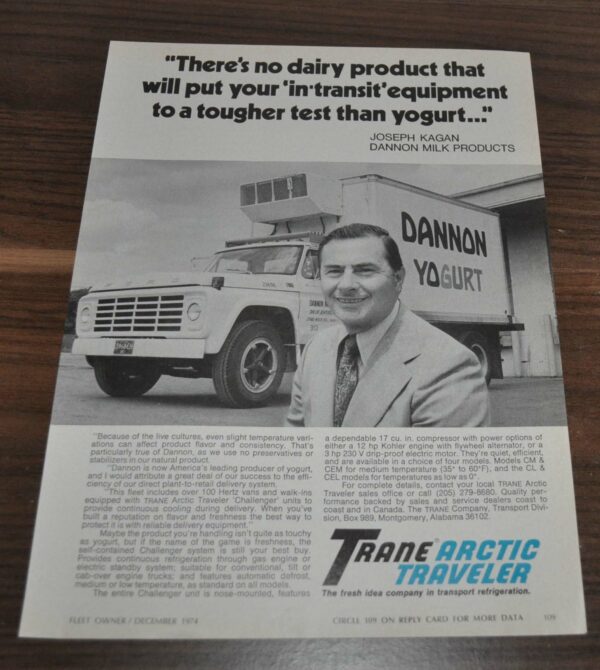 "There's no dairy product that
will put your 'in-transit' equipment
to a tougher test than yogurt..."
JOSEPH KAGAN
DANNON MILK PRODUCTS
DANNON
YOGURT
"Because of the live cultures, even slight temperature vari-
ations can affect product flavor and consistency. That's
particularly true of Dannon, as we use no preservatives or
stabilizers in our natural product.
"Dannon is now America's leading producer of yogurt,
and I would attribute a great deal of our success to the effi-
ciency of our direct plant-to-retail delivery system.
"This fleet includes over 100 Hertz vans and walk-ins
equipped with TRANE Arctic Traveler 'Challenger' units to
provide continuous cooling during delivery. When you've
built a reputation on flavor and freshness the best way to
protect it is with reliable delivery equipment."
Maybe the product you're handling isn't quite as touchy
as yogurt, but if the name of the game is freshness, the
self-contained Challenger system is still your best buy.
Provides continuous refrigeration through gas engine or
electric standby system; suitable for conventional, tilt or
cab-over engine trucks; and features automatic defrost,
medium or low temperature, as standard on all models.
The entire Challenger unit is nose-mounted, features
a dependable 17 cu. in. compressor with power options of
either a 12 hp Kohler engine with flywheel alternator, or a
3 hp 230 V drip-proof electric motor. They're quiet, efficient,
and are available in a choice of four models. Models CM &
CEM for medium temperature (35° to 60°F), and the CL &
CEL models for temperatures as low as 0°.
For complete details, contact your local TRANE Arctic
Traveler sales office or call (205) 279-8680. Quality per-
formance backed by sales and service dealers coast to
coast and in Canada. The TRANE Company, Transport Divi-
sion, Box 989, Montgomery, Alabama 36102.
TRANE® ARCTIC
TRAVELER
The fresh idea company in transport refrigeration.
FLEET OWNER / DECEMBER 1974
CIRCLE 109 ON REPLY CARD FOR MORE DATA
109